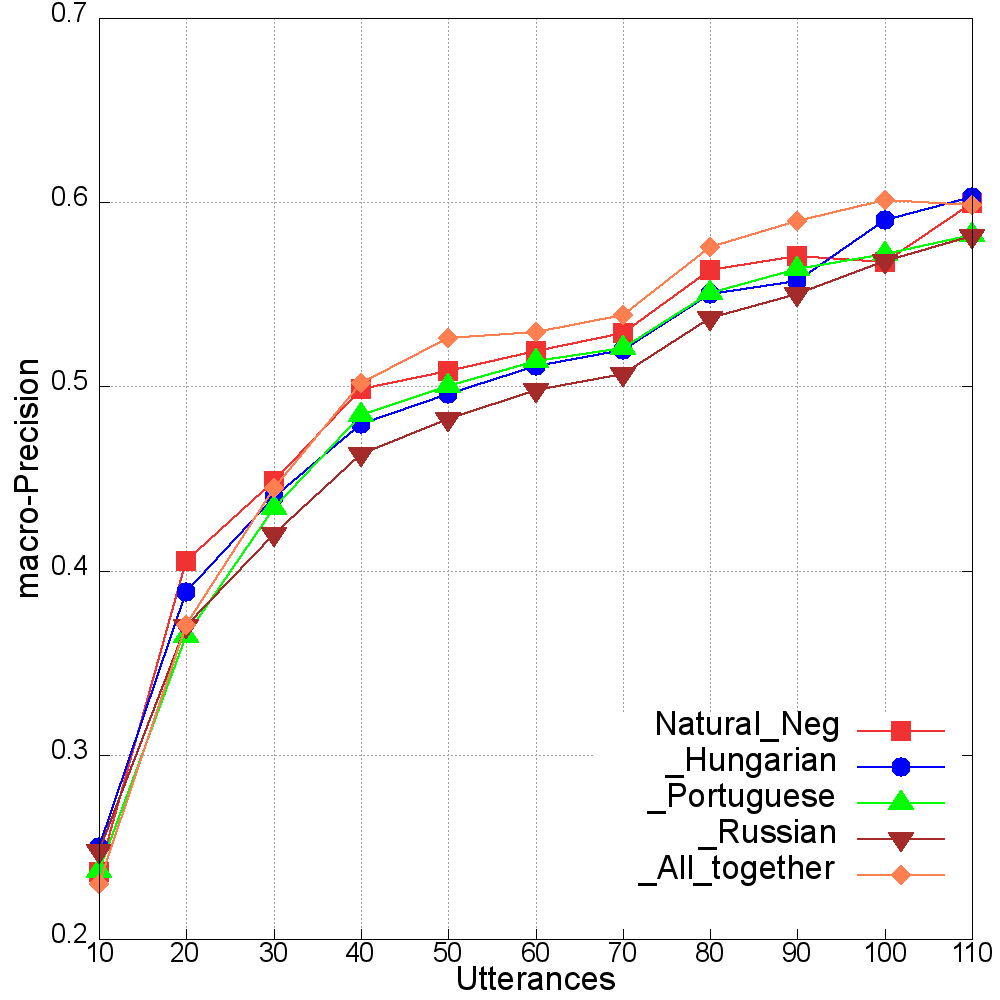 0.7
0.6
0.5
0.4
0.3
0.2
macro-Precision
Natural_Neg
_Hungarian
_Portuguese
_Russian
_All_together
10 20 30 40 50 60 70 80 90 100 110
Utterances